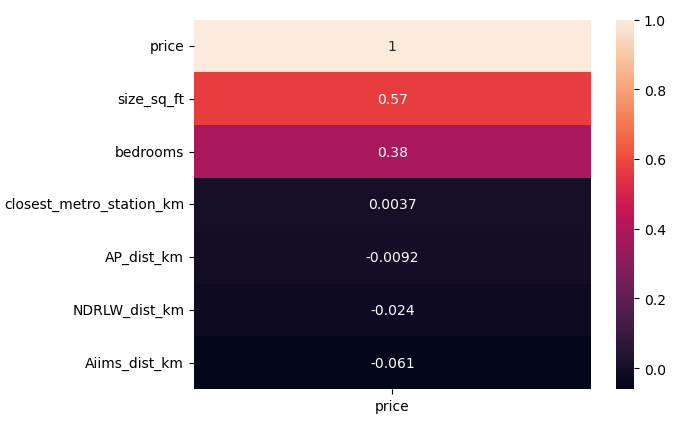 price 1
size_sq_ft 0.57
bedrooms 0.38
closest_metro_station_km 0.0037
AP_dist_km -0.0092
NDRLW_dist_km -0.024
Aiims_dist_km -0.061
price
1.0
0.8
0.6
0.4
0.2
0.0